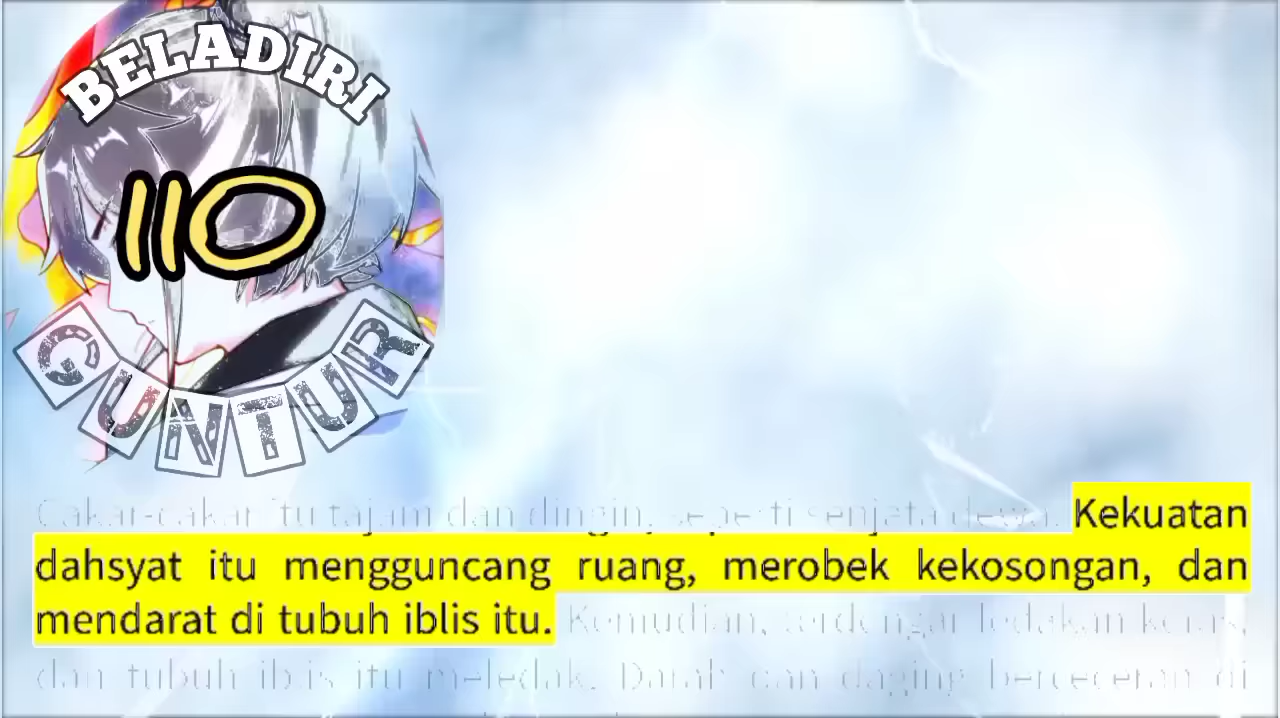 BELADIRI
110
GUNTUR
Cakar-cakar itu tajam dan dingin, seperti senjata dewa. Kekuatan
dahsyat itu mengguncang ruang, merobek kekosongan, dan
mendarat di tubuh iblis itu. Kemudian, terdengar ledakan keras,
dan tubuh iblis itu meledak. Darah dan daging berceceran di